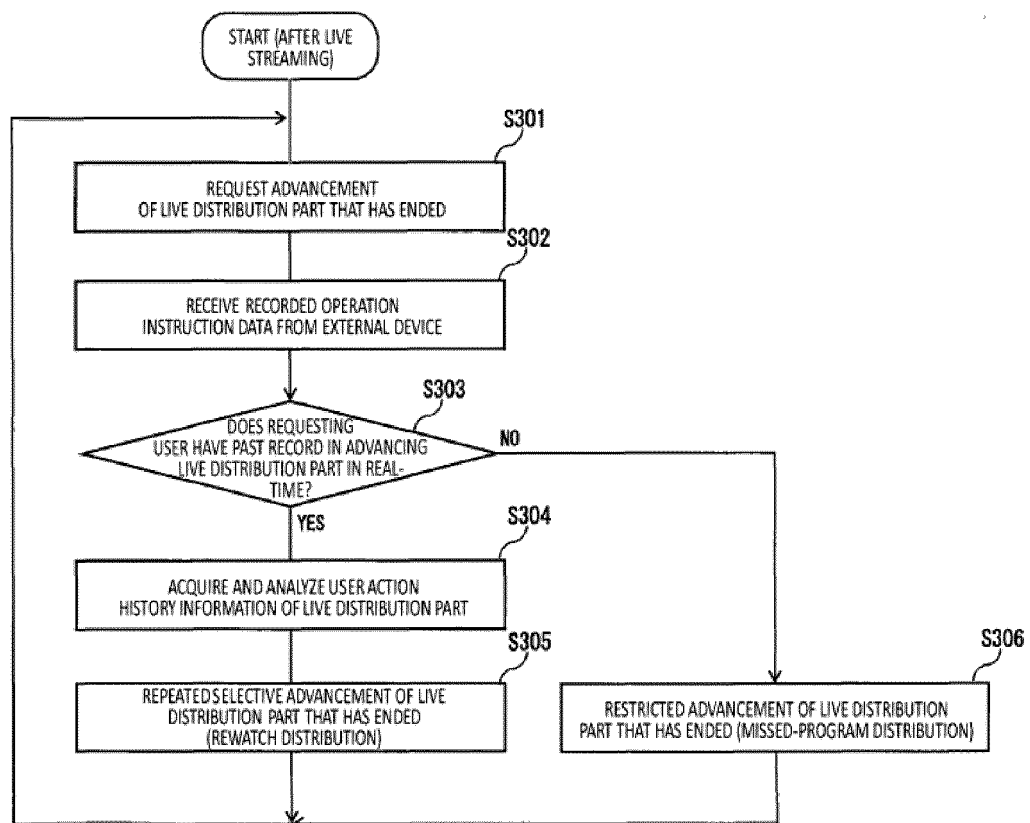 START (AFTER LIVE
STREAMING)
S301
REQUEST ADVANCEMENT
OF LIVE DISTRIBUTION PART THAT HAS ENDED
S302
RECEIVE RECORDED OPERATION
INSTRUCTION DATA FROM EXTERNAL DEVICE
S303
DOES REQUESTING
USER HAVE PAST RECORD IN ADVANCING
LIVE DISTRIBUTION PART IN REAL-
TIME?
NO
YES
S304
ACQUIRE AND ANALYZE USER ACTION
HISTORY INFORMATION OF LIVE DISTRIBUTION PART
S305
REPEATED SELECTIVE ADVANCEMENT OF LIVE
DISTRIBUTION PART THAT HAS ENDED
(REWATCH DISTRIBUTION)
S306
RESTRICTED ADVANCEMENT OF LIVE DISTRIBUTION
PART THAT HAS ENDED (MISSED-PROGRAM DISTRIBUTION)